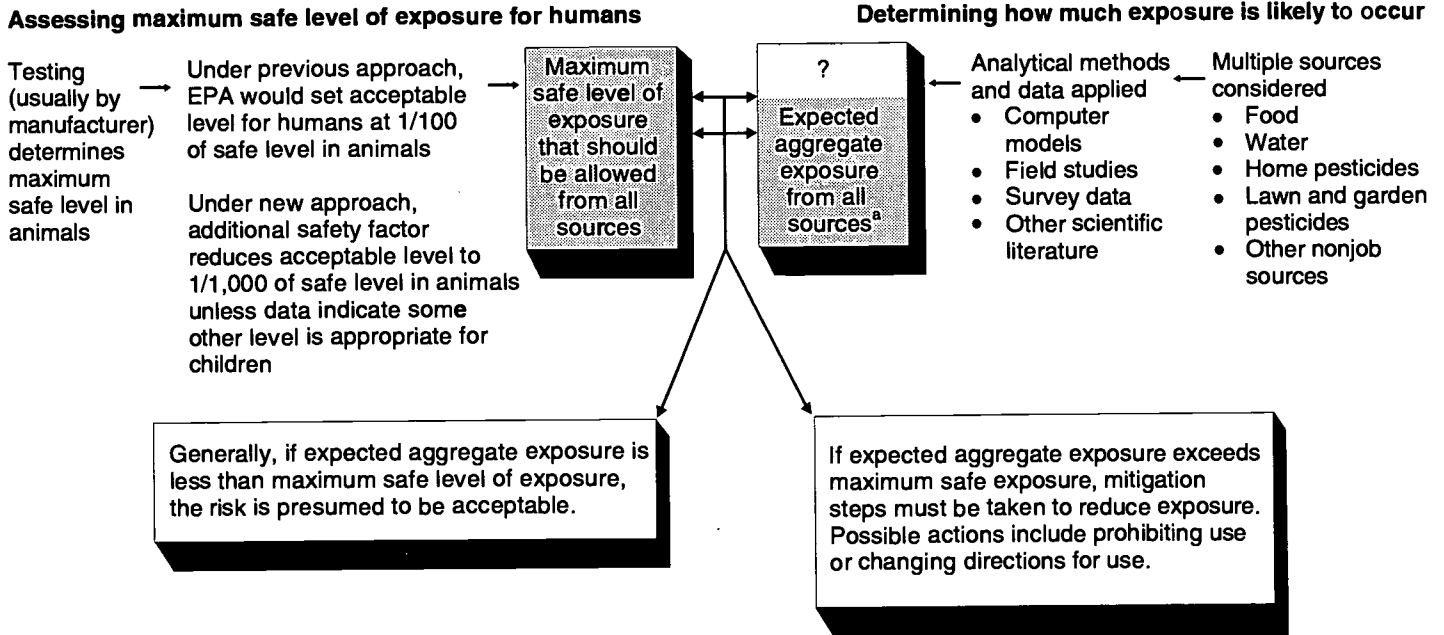 Assessing maximum safe level of exposure for humans
Testing
(usually by
manufacturer)
determines
maximum
safe level in
animals
Under previous approach,
EPA would set acceptable
level for humans at 1/100
of safe level in animals
Under new approach,
additional safety factor
reduces acceptable level to
1/1,000 of safe level in animals
unless data indicate some
other level is appropriate for
children
Maximum
safe level of
exposure
that should
be allowed
from all
sources
Determining how much exposure is likely to occur
?
Expected
aggregate
exposure
from all
sourcesᵃ
Analytical methods
and data applied
• Computer
models
• Field studies
• Survey data
• Other scientific
literature
Multiple sources
considered
• Food
• Water
• Home pesticides
• Lawn and garden
pesticides
• Other nonjob
sources
Generally, if expected aggregate exposure is
less than maximum safe level of exposure,
the risk is presumed to be acceptable.
If expected aggregate exposure exceeds
maximum safe exposure, mitigation
steps must be taken to reduce exposure.
Possible actions include prohibiting use
or changing directions for use.